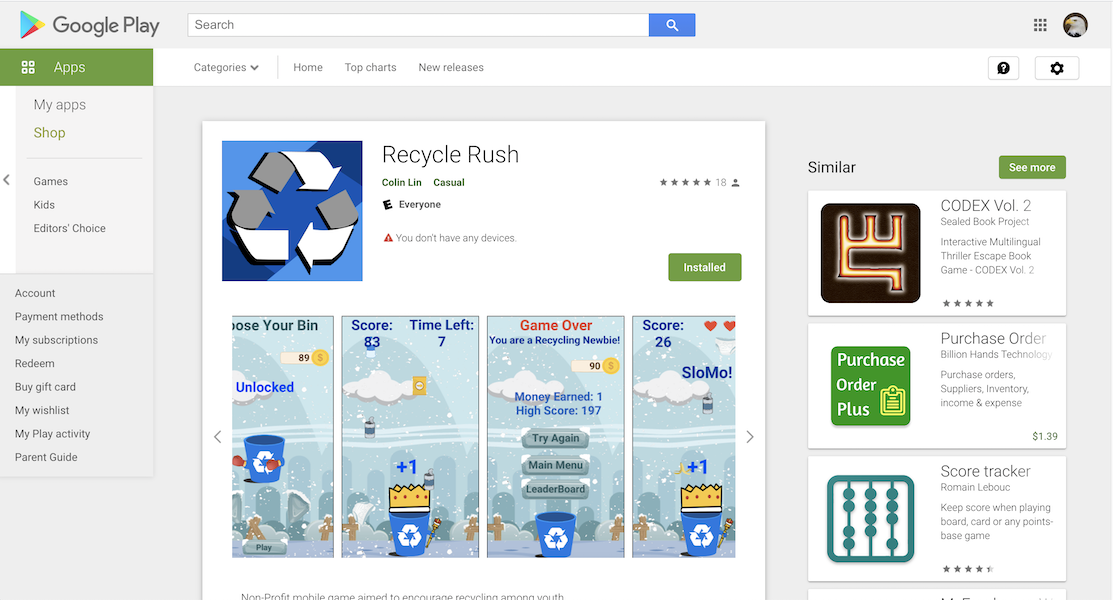 Google Play
Search
Apps
Categories
Home
Top charts
New releases
My apps
Shop
Games
Kids
Editors' Choice
Account
Payment methods
My subscriptions
Redeem
Buy gift card
My wishlist
My Play activity
Parent Guide
Recycle Rush
Colin Lin Casual
18
E Everyone
You don't have any devices.
Installed
oose Your Bin
89
Unlocked
Play
Score: Time Left:
83 7
+1
Game Over
You are a Recycling Newbie!
90
Money Earned: 1
High Score: 197
Try Again
Main Menu
LeaderBoard
Score:
26
SloMo!
+1
Non-Profit mobile game aimed to encourage recycling among youth
Similar
See more
CODEX Vol. 2
Sealed Book Project
Interactive Multilingual
Thriller Escape Book
Game - CODEX Vol. 2
Purchase
Order
Plus
Purchase Order
Billion Hands Technology
Purchase orders,
Suppliers, Inventory,
income & expense
$1.39
Score tracker
Romain Lebouc
Keep score when playing
board, card or any points-
base game